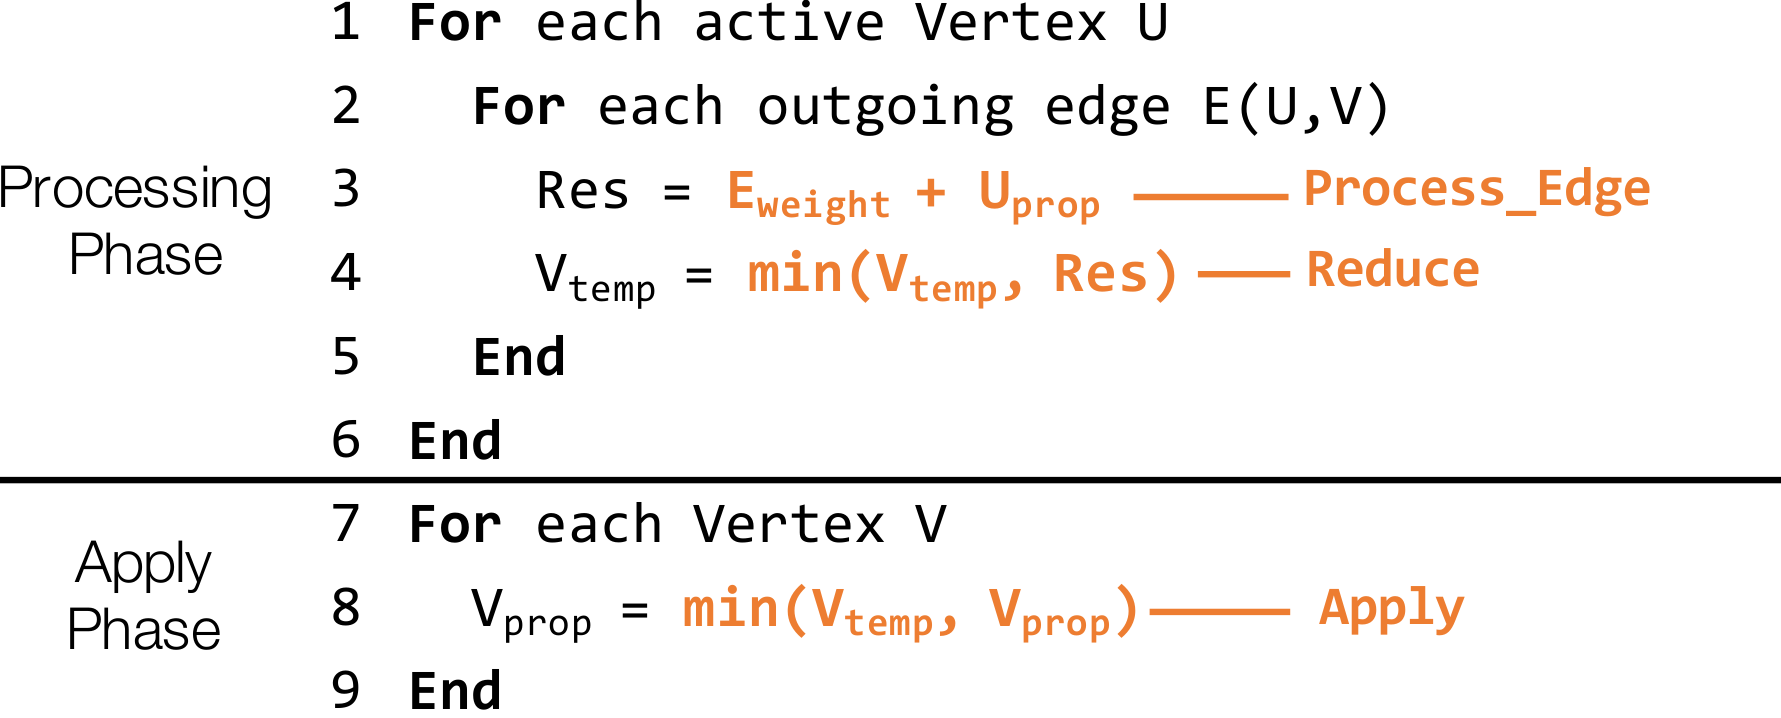 1 For each active Vertex U
2 For each outgoing edge E(U,V)
3 Res = Eweight + Uprop Process_Edge
4 Vtemp = min(Vtemp, Res) Reduce
5 End
6 End
Processing
Phase
7 For each Vertex V
8 Vprop = min(Vtemp, Vprop) Apply
9 End
Apply
Phase